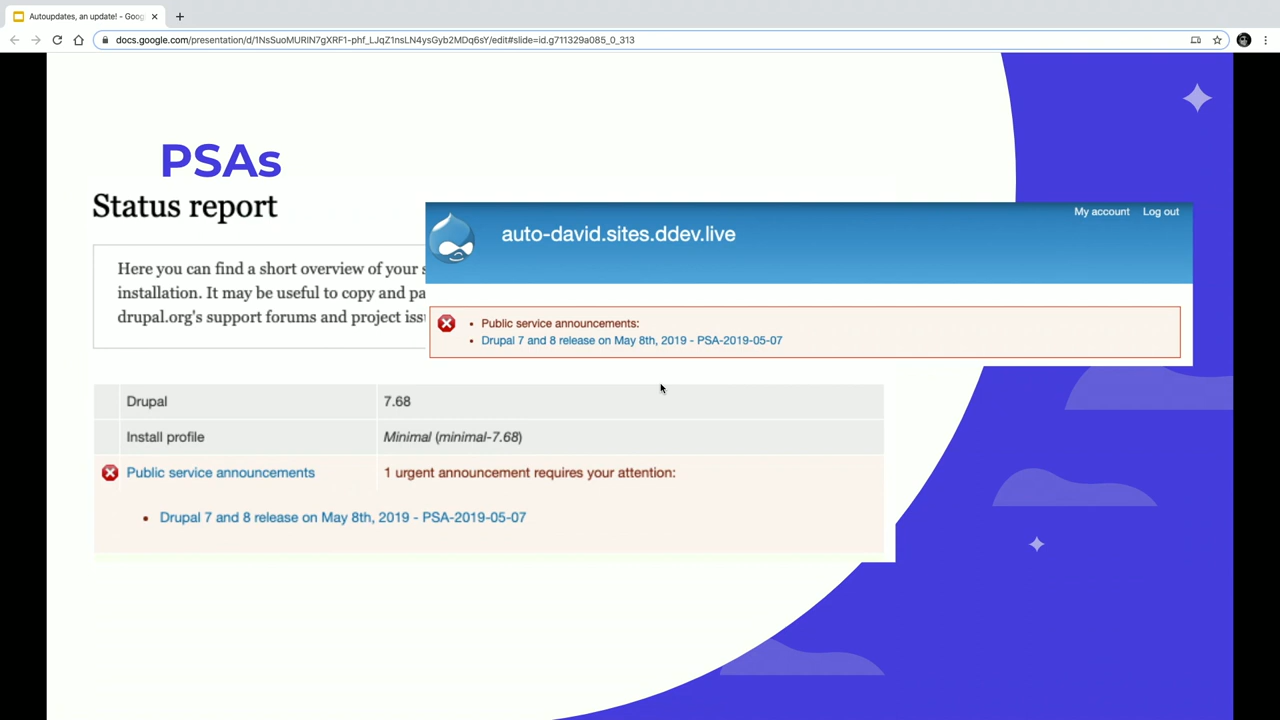 Autoupdates, an update! - Goog
docs.google.com/presentation/d/1NsSuoMURIN7gXRF1-phf_LJqZ1nsLN4ysGyb2MDq6sY/edit#slide=id.g711329a085_0_313
PSAs
Status report
Here you can find a short overview of your s
installation. It may be useful to copy and pa
drupal.org's support forums and project iss
My account Log out
auto-david.sites.ddev.live
Public service announcements:
Drupal 7 and 8 release on May 8th, 2019 - PSA-2019-05-07
Drupal 7.68
Install profile Minimal (minimal-7.68)
Public service announcements 1 urgent announcement requires your attention:
Drupal 7 and 8 release on May 8th, 2019 - PSA-2019-05-07